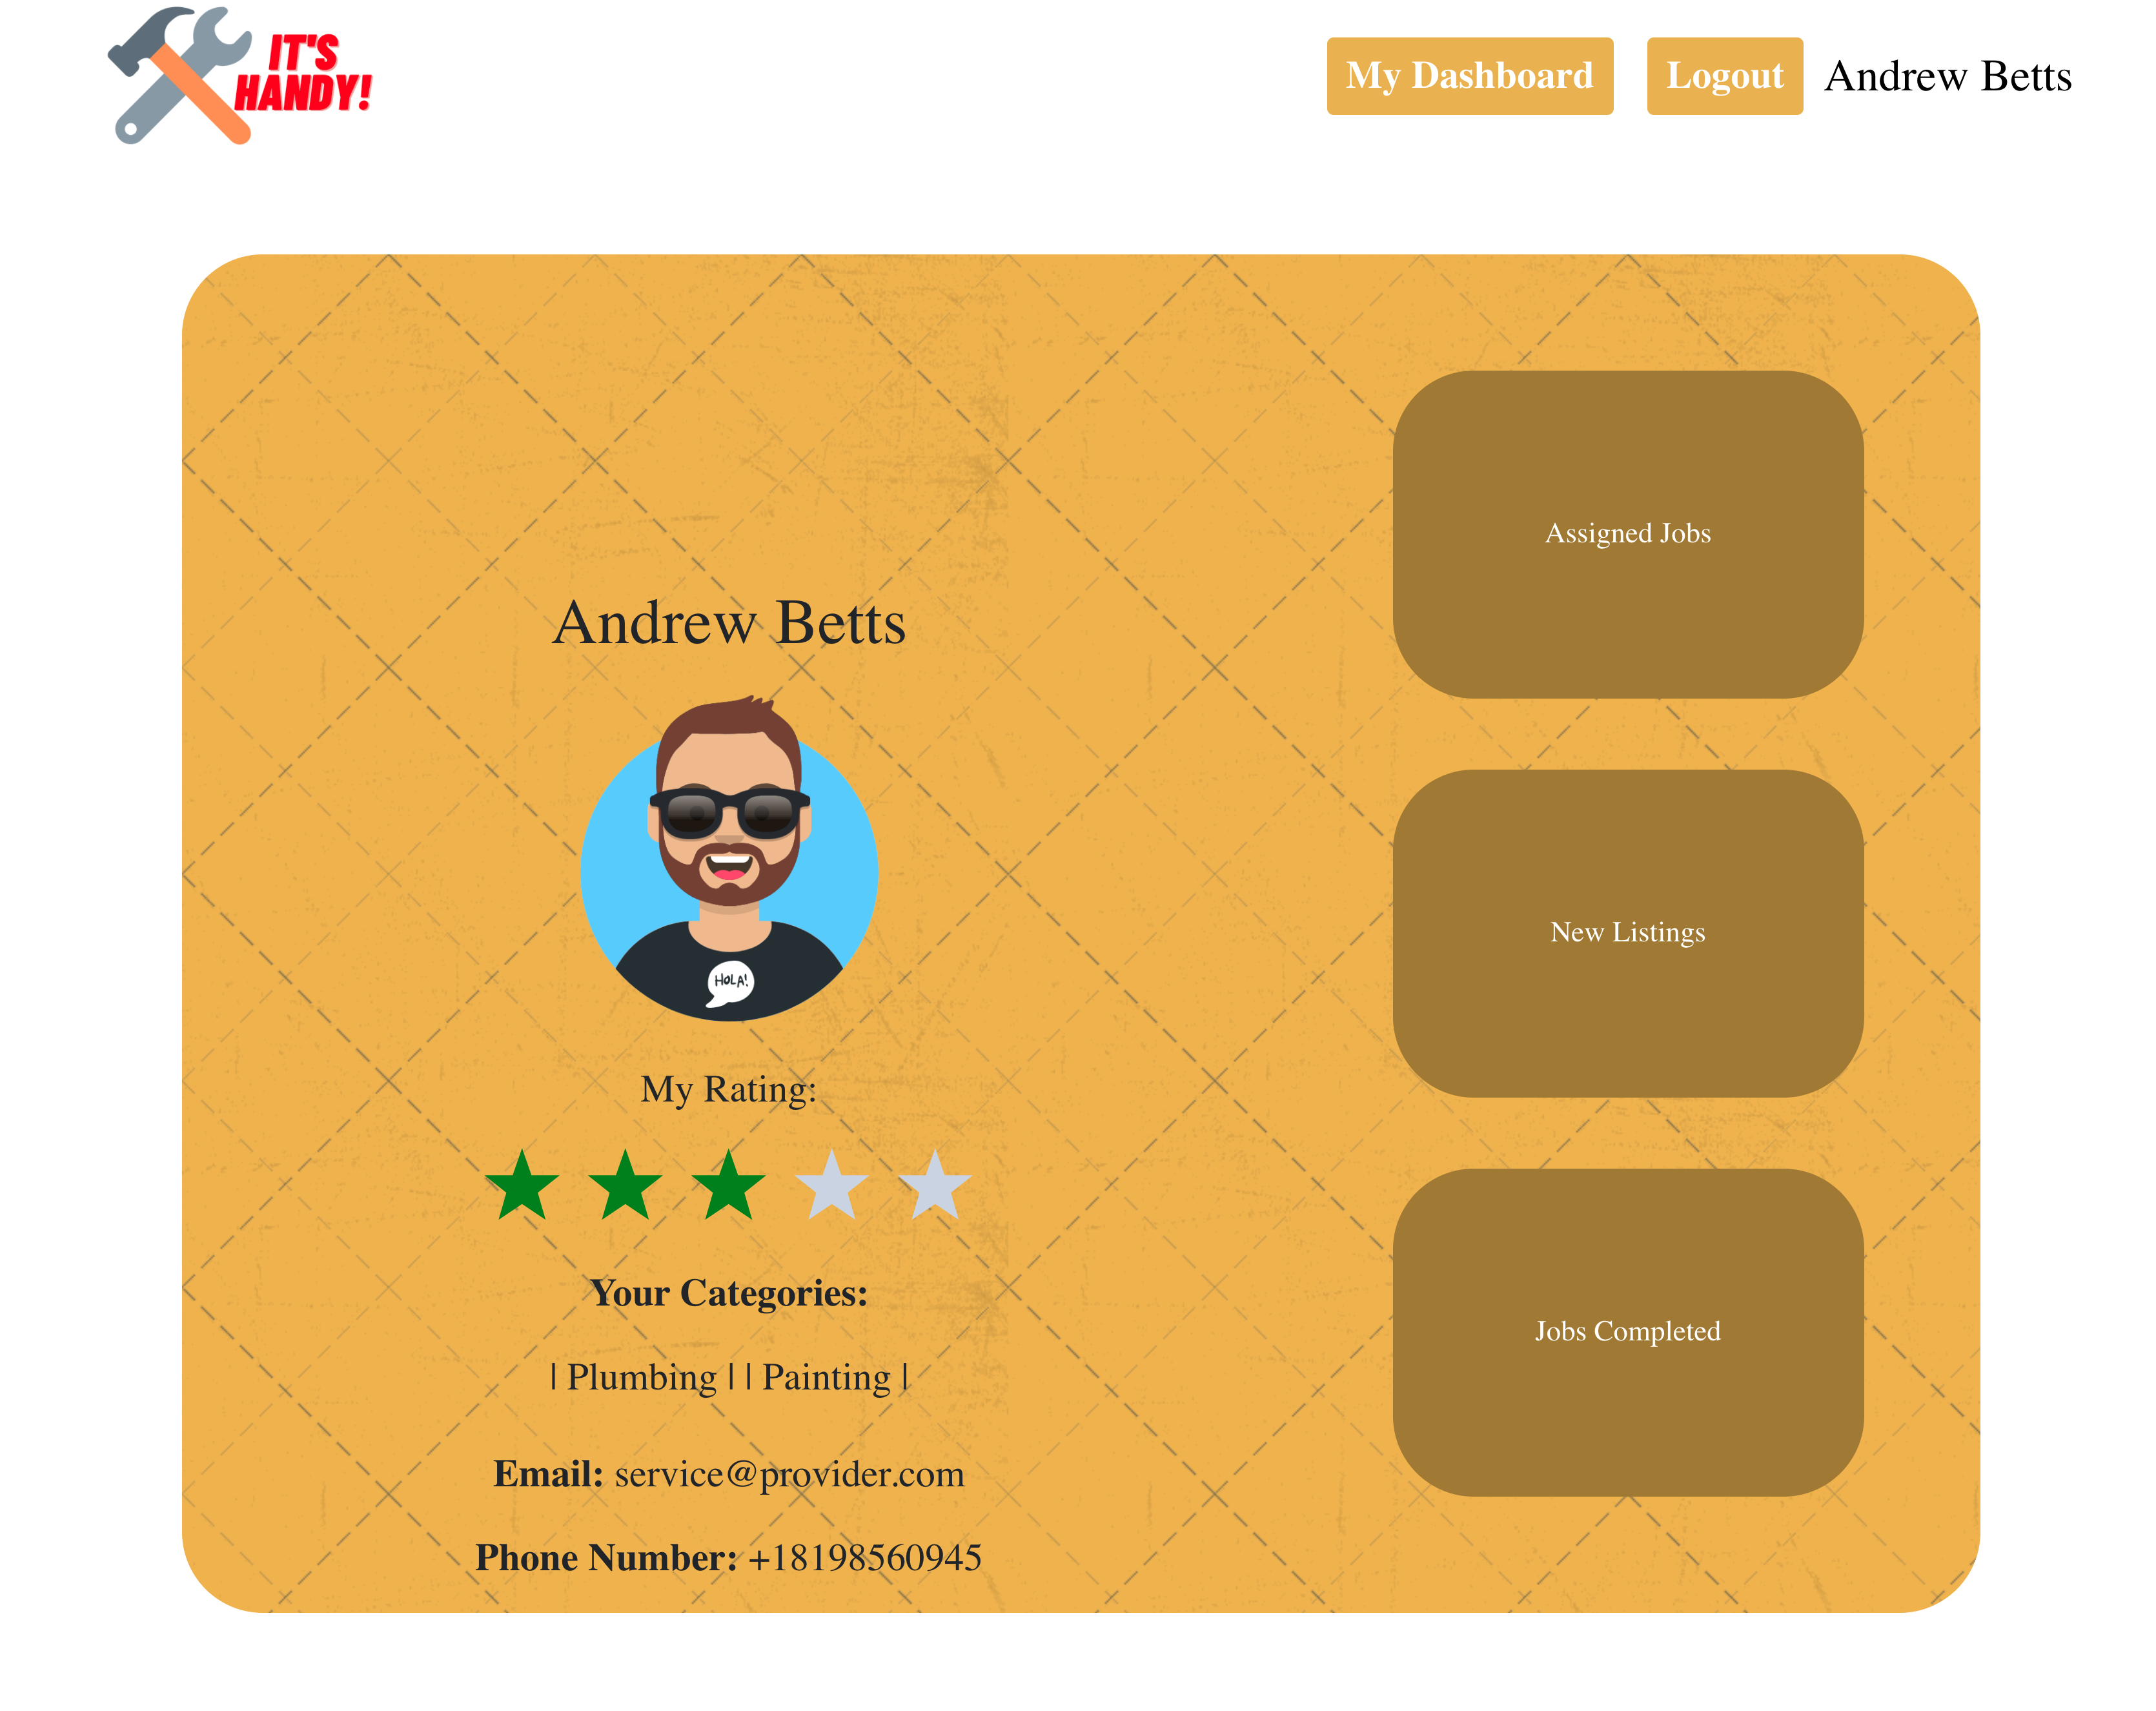 IT'S
HANDY!
My Dashboard
Logout
Andrew Betts
Andrew Betts
HOLA!
My Rating:
Your Categories:
| Plumbing | | Painting |
Email: service@provider.com
Phone Number: +18198560945
Assigned Jobs
New Listings
Jobs Completed